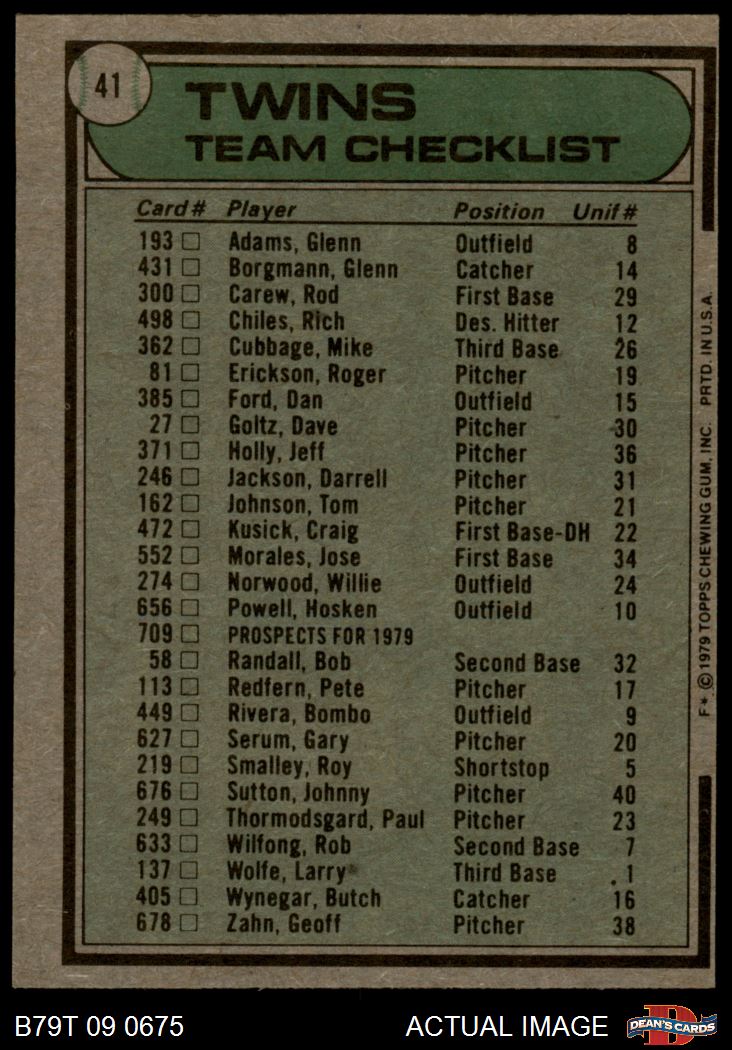 41
TWINS
TEAM CHECKLIST
Card # Player Position Unif #
193 Adams, Glenn Outfield 8
431 Borgmann, Glenn Catcher 14
300 Carew, Rod First Base 29
498 Chiles, Rich Des. Hitter 12
362 Cubbage, Mike Third Base 26
81 Erickson, Roger Pitcher 19
385 Ford, Dan Outfield 15
27 Goltz, Dave Pitcher 30
371 Holly, Jeff Pitcher 36
246 Jackson, Darrell Pitcher 31
162 Johnson, Tom Pitcher 21
472 Kusick, Craig First Base-DH 22
552 Morales, Jose First Base 34
274 Norwood, Willie Outfield 24
656 Powell, Hosken Outfield 10
709 PROSPECTS FOR 1979
58 Randall, Bob Second Base 32
113 Redfern, Pete Pitcher 17
449 Rivera, Bombo Outfield 9
627 Serum, Gary Pitcher 20
219 Smalley, Roy Shortstop 5
676 Sutton, Johnny Pitcher 40
249 Thormodsgard, Paul Pitcher 23
633 Wilfong, Rob Second Base 7
137 Wolfe, Larry Third Base 1
405 Wynegar, Butch Catcher 16
678 Zahn, Geoff Pitcher 38
F* © 1979 TOPPS CHEWING GUM, INC. PRTD. IN U.S.A.
B79T 09 0675 ACTUAL IMAGE DEAN'S CARDS